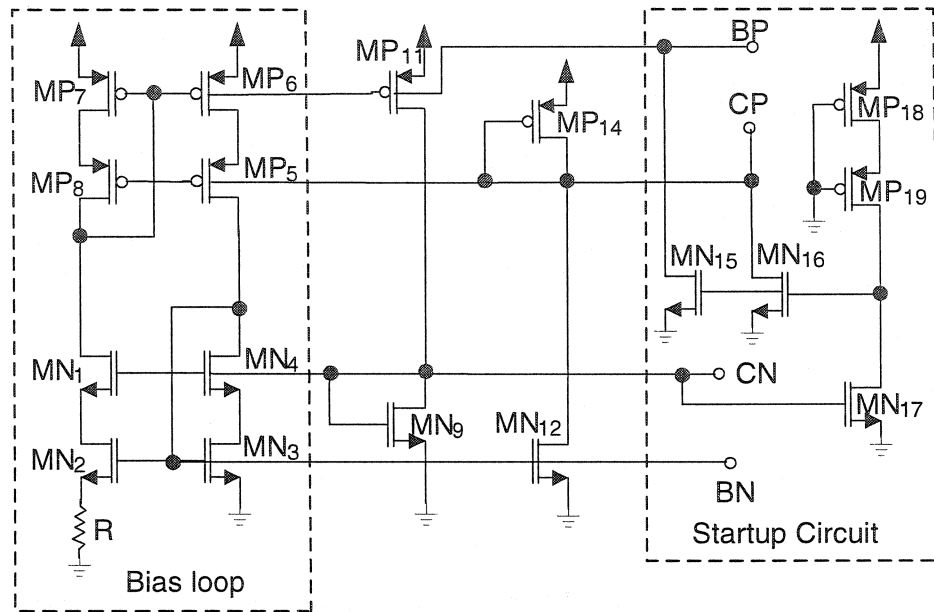 BP
MP11
MP7
MP6
CP
MP14
MP18
MP8
MP5
MP19
MN15
MN16
MN1
MN4
CN
MN9
MN12
MN17
MN2
MN3
BN
R
Startup Circuit
Bias loop